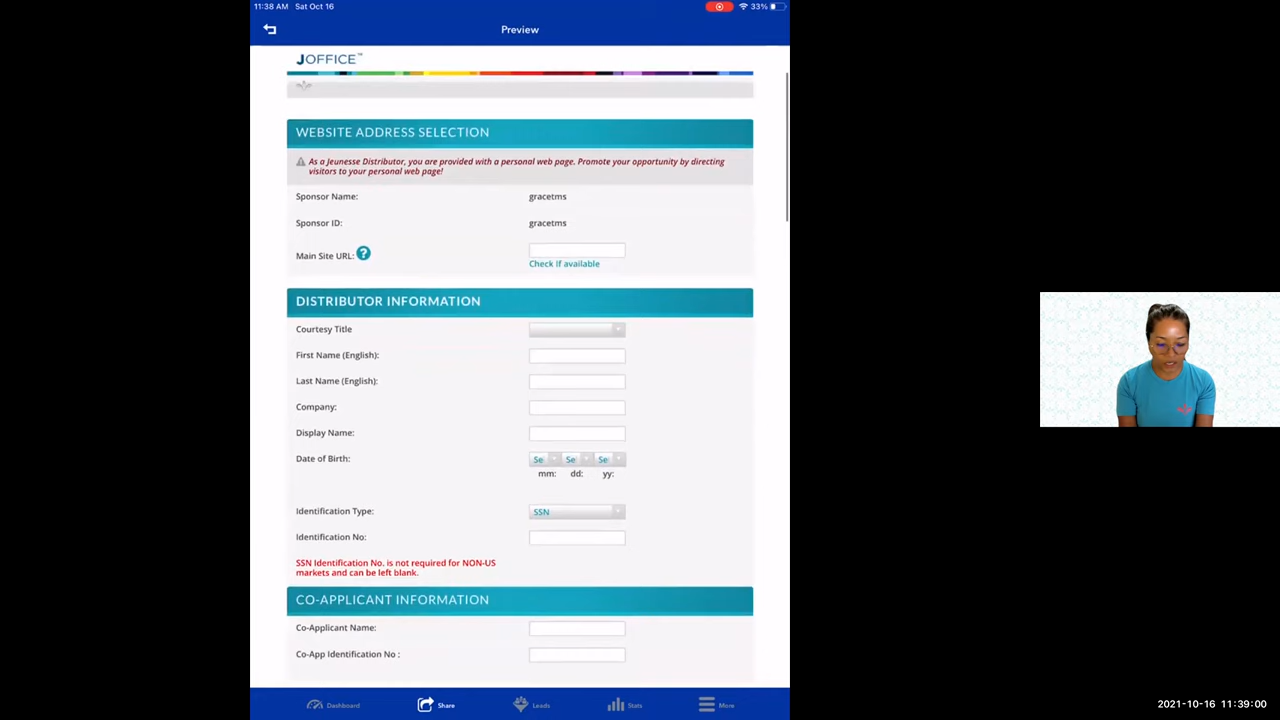 11:38 AM Sat Oct 16
33%
Preview
JOFFICE™
WEBSITE ADDRESS SELECTION
As a Jeunesse Distributor, you are provided with a personal web page. Promote your opportunity by directing
visitors to your personal web page!
Sponsor Name: gracetms
Sponsor ID: gracetms
Main Site URL: ?
Check if available
DISTRIBUTOR INFORMATION
Courtesy Title
First Name (English):
Last Name (English):
Company:
Display Name:
Date of Birth: Se Se Se
mm: dd: yy:
Identification Type: SSN
Identification No:
SSN Identification No. is not required for NON-US
markets and can be left blank.
CO-APPLICANT INFORMATION
Co-Applicant Name:
Co-App Identification No :
Dashboard Share Leads Stats More
2021-10-16 11:39:00